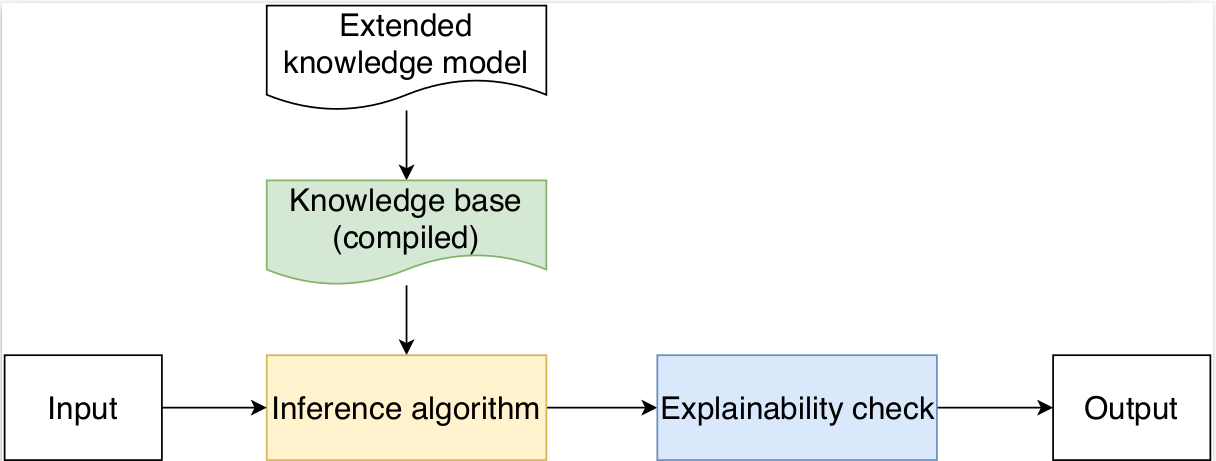 Extended
knowledge model
Knowledge base
(compiled)
Input
Inference algorithm
Explainability check
Output